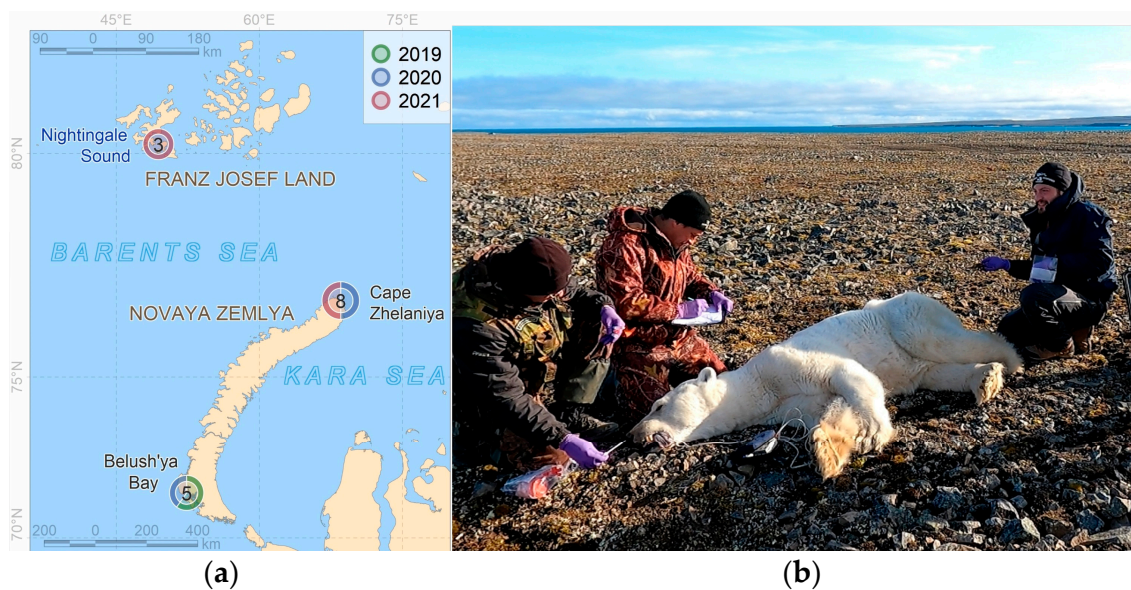 45°E 60°E 75°E
90 0 90 180
km
2019
2020
2021
Nightingale
Sound
3
80°N
FRANZ JOSEF LAND
BARENTS SEA
8
Cape
Zhelaniya
NOVAYA ZEMLYA
75°N
KARA SEA
Belush'ya
Bay
5
70°N
200 0 200 400
km
(a) (b)